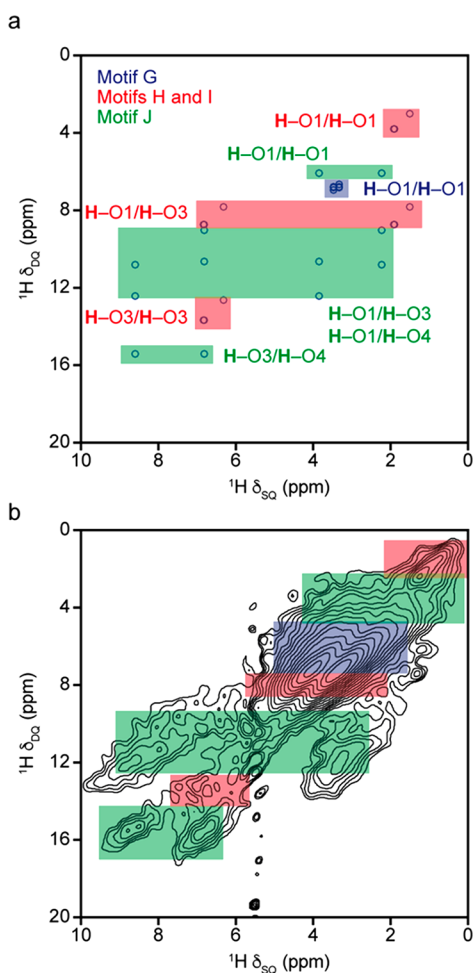 a
0
4
8
12
16
20
10
8
6
4
2
0
¹H δDQ (ppm)
¹H δSQ (ppm)
Motif G
Motifs H and I
Motif J
H–O1/H–O1
H–O1/H–O1
H–O1/H–O1
H–O1/H–O3
H–O3/H–O3
H–O1/H–O3
H–O1/H–O4
H–O3/H–O4
b
0
4
8
12
16
20
10
8
6
4
2
0
¹H δDQ (ppm)
¹H δSQ (ppm)